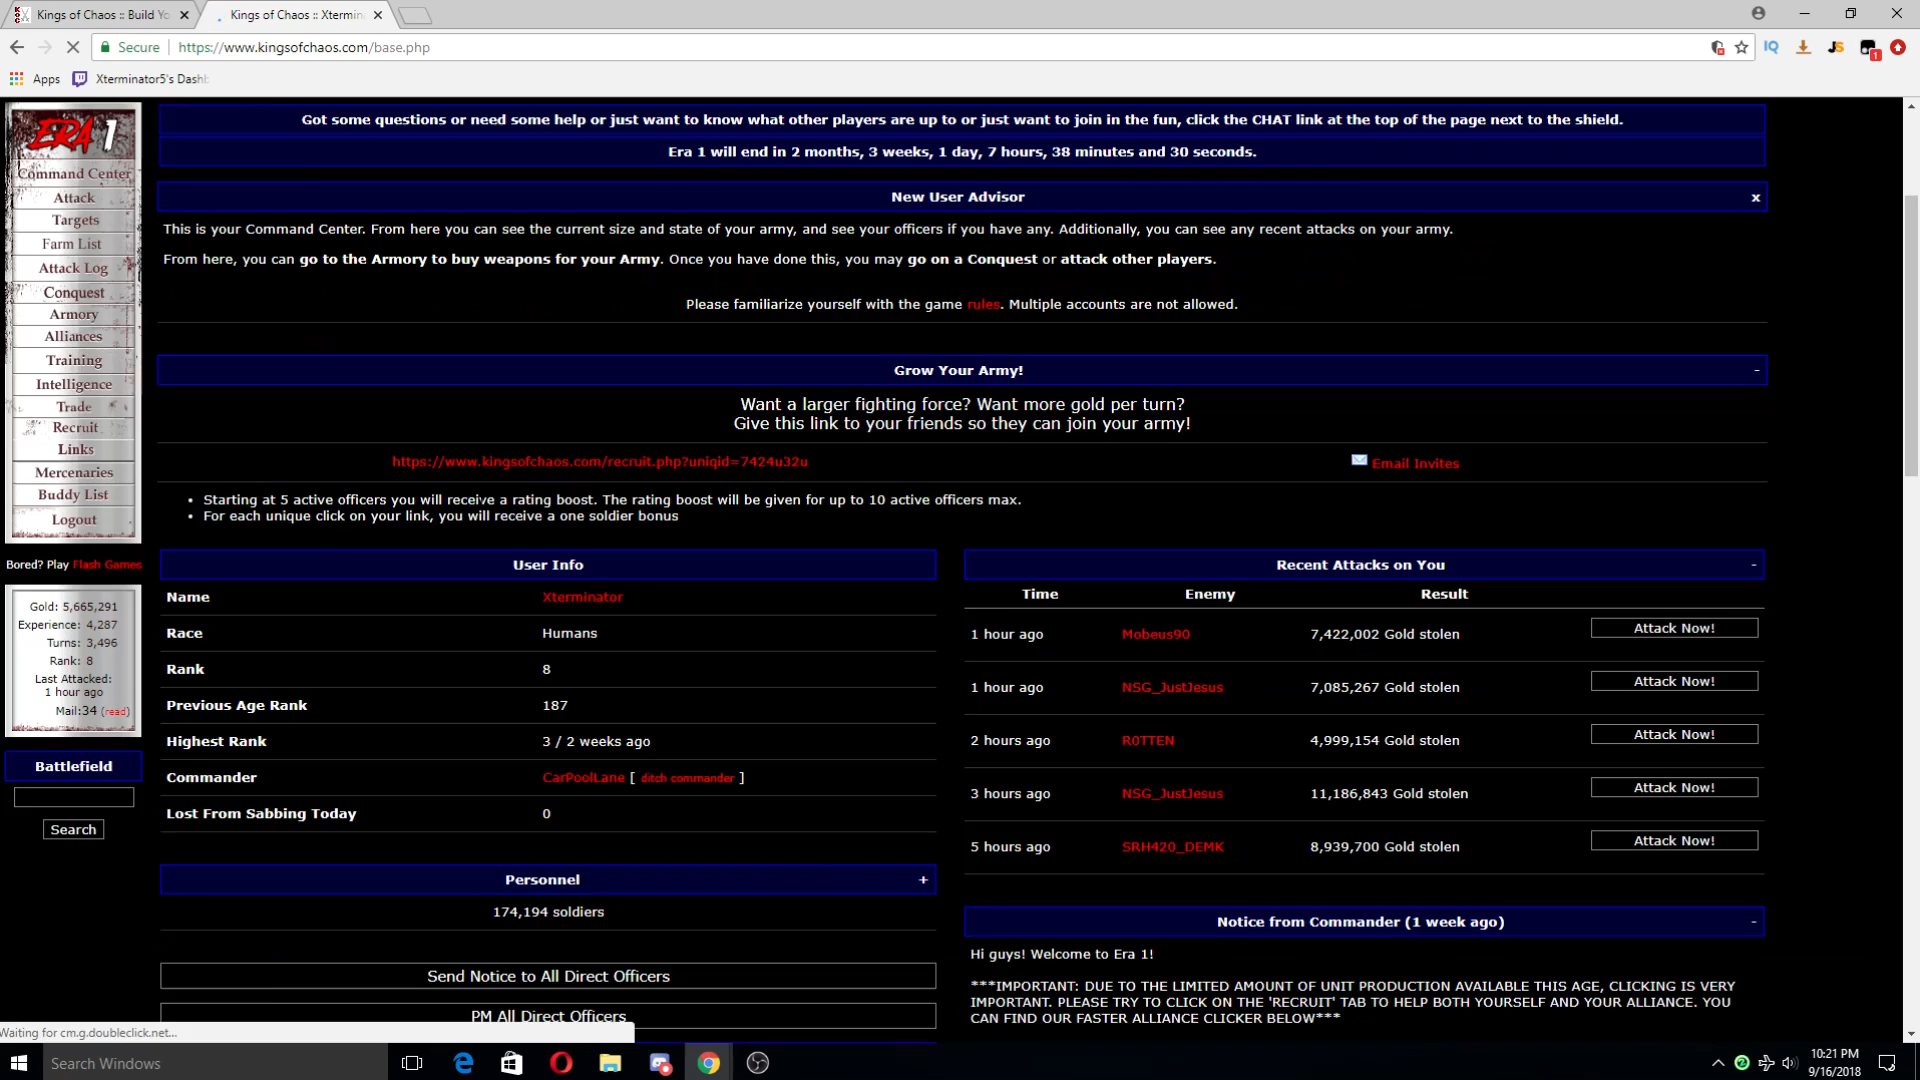 Kings of Chaos :: Build Yo
Kings of Chaos :: Xtermin
Secure
https://www.kingsofchaos.com/base.php
IQ
JS
1
Apps
Xterminator5's Dashb
ERA 1
Command Center
Attack
Targets
Farm List
Attack Log
Conquest
Armory
Alliances
Training
Intelligence
Trade
Recruit
Links
Mercenaries
Buddy List
Logout
Bored? Play Flash Games
Gold: 5,665,291
Experience: 4,287
Turns: 3,496
Rank: 8
Last Attacked:
1 hour ago
Mail:34 (read)
Battlefield
Search
Got some questions or need some help or just want to know what other players are up to or just want to join in the fun, click the CHAT link at the top of the page next to the shield.
Era 1 will end in 2 months, 3 weeks, 1 day, 7 hours, 38 minutes and 30 seconds.
New User Advisor
x
This is your Command Center. From here you can see the current size and state of your army, and see your officers if you have any. Additionally, you can see any recent attacks on your army.
From here, you can go to the Armory to buy weapons for your Army. Once you have done this, you may go on a Conquest or attack other players.
Please familiarize yourself with the game rules. Multiple accounts are not allowed.
Grow Your Army!
-
Want a larger fighting force? Want more gold per turn?
Give this link to your friends so they can join your army!
https://www.kingsofchaos.com/recruit.php?uniqid=7424u32u
Email Invites
• Starting at 5 active officers you will receive a rating boost. The rating boost will be given for up to 10 active officers max.
• For each unique click on your link, you will receive a one soldier bonus
User Info
Name Xterminator
Race Humans
Rank 8
Previous Age Rank 187
Highest Rank 3 / 2 weeks ago
Commander CarPoolLane [ ditch commander ]
Lost From Sabbing Today 0
Personnel
+
174,194 soldiers
Send Notice to All Direct Officers
PM All Direct Officers
Recent Attacks on You
-
Time Enemy Result
1 hour ago Mobeus90 7,422,002 Gold stolen Attack Now!
1 hour ago NSG_JustJesus 7,085,267 Gold stolen Attack Now!
2 hours ago R0TTEN 4,999,154 Gold stolen Attack Now!
3 hours ago NSG_JustJesus 11,186,843 Gold stolen Attack Now!
5 hours ago SRH420_DEMK 8,939,700 Gold stolen Attack Now!
Notice from Commander (1 week ago)
-
Hi guys! Welcome to Era 1!
***IMPORTANT: DUE TO THE LIMITED AMOUNT OF UNIT PRODUCTION AVAILABLE THIS AGE, CLICKING IS VERY
IMPORTANT. PLEASE TRY TO CLICK ON THE 'RECRUIT' TAB TO HELP BOTH YOURSELF AND YOUR ALLIANCE. YOU
CAN FIND OUR FASTER ALLIANCE CLICKER BELOW***
Waiting for cm.g.doubleclick.net...
Search Windows
10:21 PM
9/16/2018